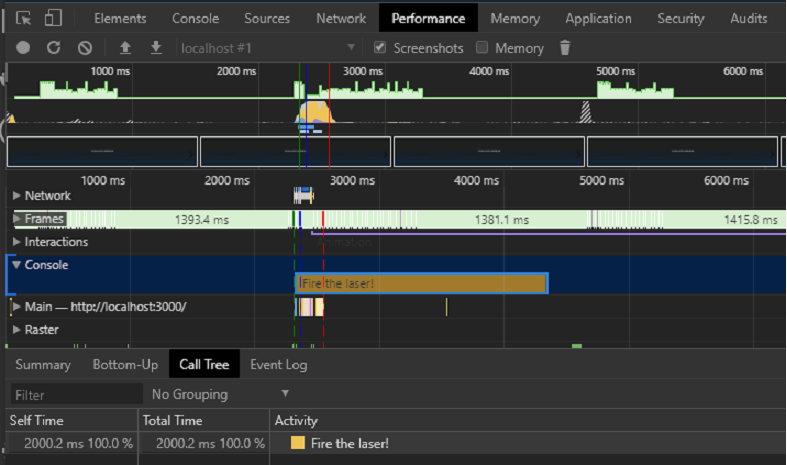 Elements Console Sources Network Performance Memory Application Security Audits
localhost #1 Screenshots Memory
1000 ms 2000 ms 3000 ms 4000 ms 5000 ms 6000 ms
1000 ms 2000 ms 3000 ms 4000 ms 5000 ms 6000 ms
Network
Frames 1393.4 ms 1381.1 ms 1415.8 ms
Interactions Animation
Console
Fire the laser!
Main — http://localhost:3000/
Raster
Summary Bottom-Up Call Tree Event Log
Filter No Grouping
Self Time Total Time Activity
2000.2 ms 100.0 % 2000.2 ms 100.0 % Fire the laser!